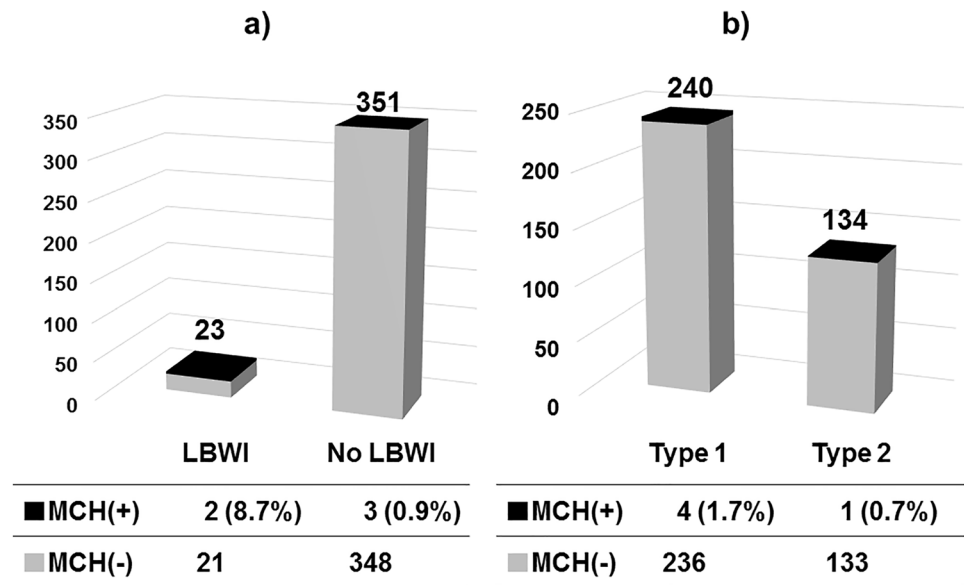 a)
350
300
250
200
150
100
50
0
23
351
LBWI No LBWI
MCH(+) 2 (8.7%) 3 (0.9%)
MCH(-) 21 348
b)
250
200
150
100
50
0
240
134
Type 1 Type 2
MCH(+) 4 (1.7%) 1 (0.7%)
MCH(-) 236 133